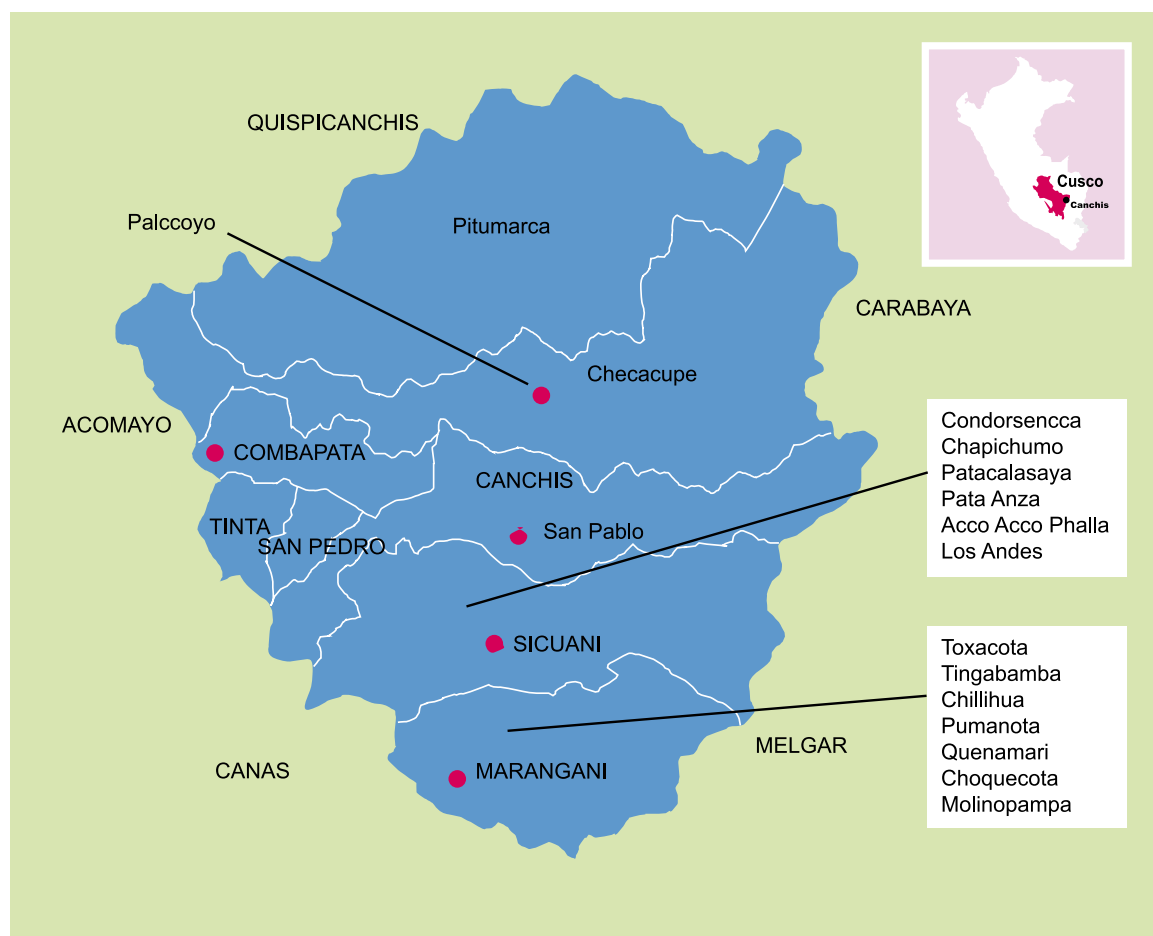 QUISPICANCHIS
Palccoyo
Pitumarca
Cusco
Canchis
CARABAYA
Checacupe
ACOMAYO
COMBAPATA
CANCHIS
TINTA
SAN PEDRO
San Pablo
SICUANI
Condorsencca
Chapichumo
Patacalasaya
Pata Anza
Acco Acco Phalla
Los Andes
Toxacota
Tingabamba
Chillihua
Pumanota
Quenamari
Choquecota
Molinopampa
MELGAR
CANAS
MARANGANI